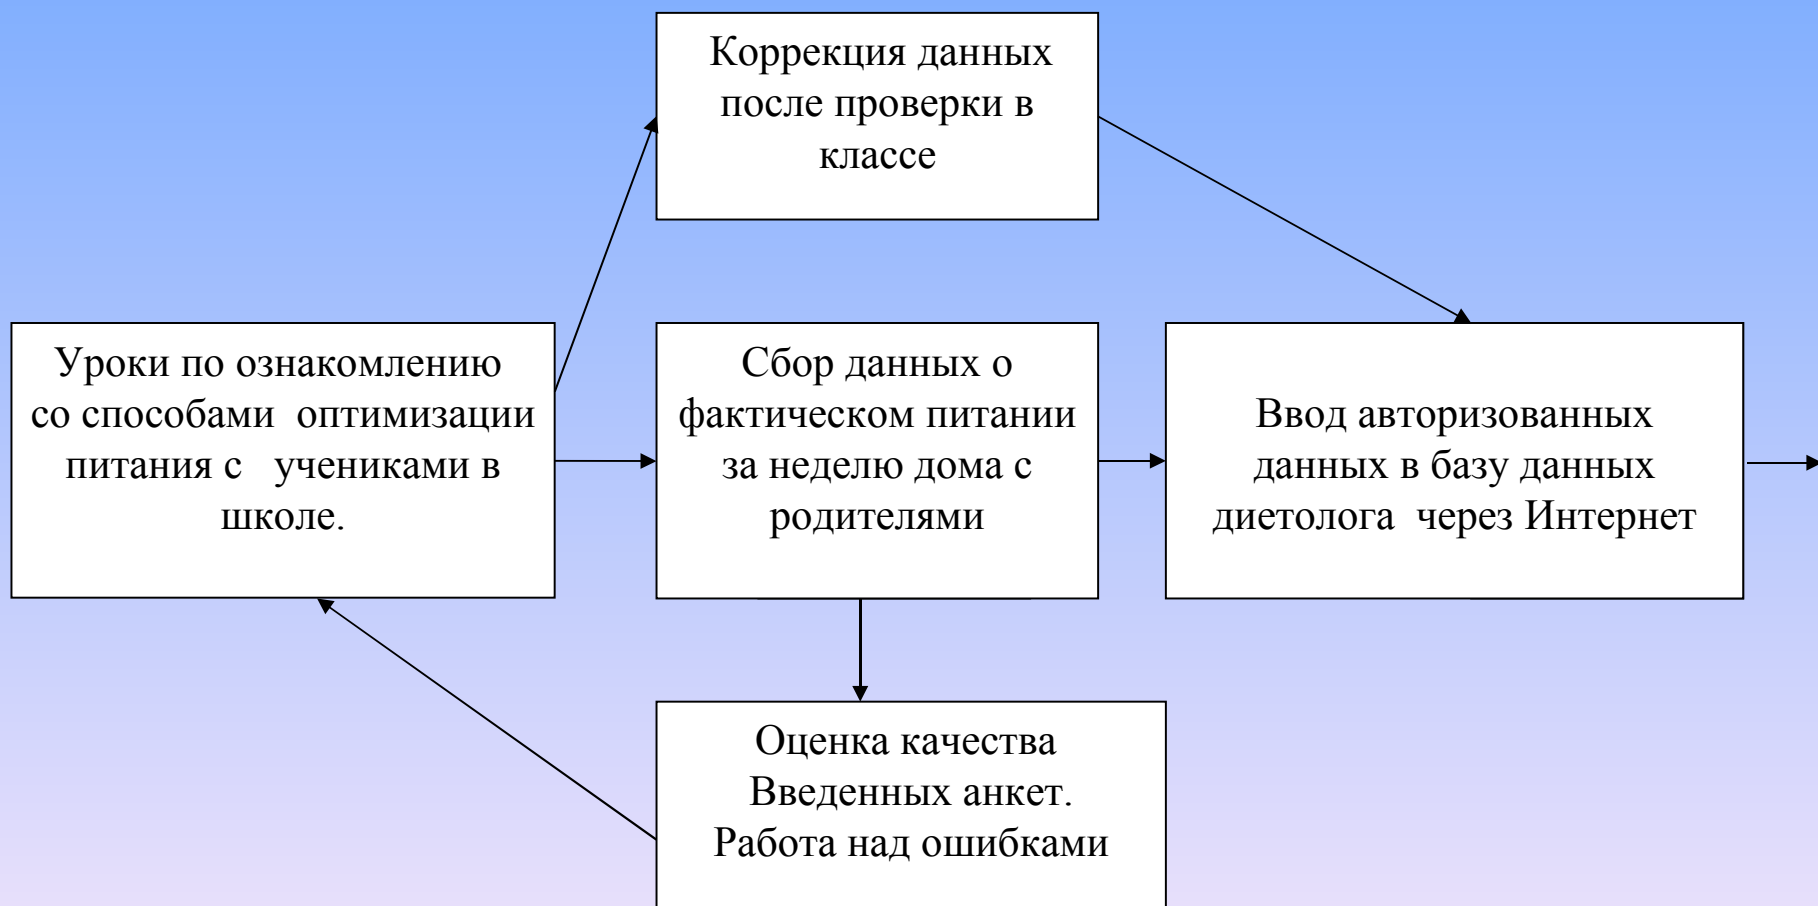 Коррекция данных
после проверки в
классе
Уроки по ознакомлению
со способами оптимизации
питания с учениками в
школе.
Сбор данных о
фактическом питании
за неделю дома с
родителями
Ввод авторизованных
данных в базу данных
диетолога через Интернет
Оценка качества
Введенных анкет.
Работа над ошибками